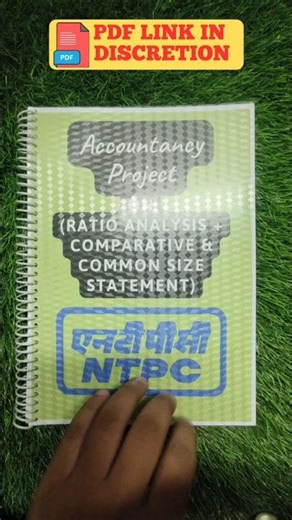 PDF LINK IN
DISCRETION
PDF
Accountancy
Project
(RATIO ANALYSIS +
COMPARATIVE &
COMMON SIZE
STATEMENT)
एनटीपीसी
NTPC